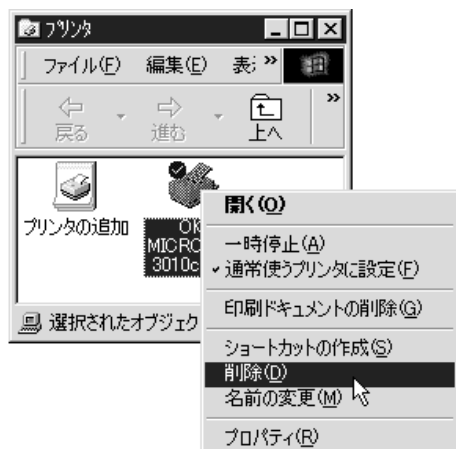 プリンタ
ファイル(F) 編集(E) 表示 »
戻る 進む 上へ »
プリンタの追加
OK
MICRO
3010c
選択されたオブジェク
開く(O)
一時停止(A)
通常使うプリンタに設定(F)
印刷ドキュメントの削除(G)
ショートカットの作成(S)
削除(D)
名前の変更(M)
プロパティ(R)